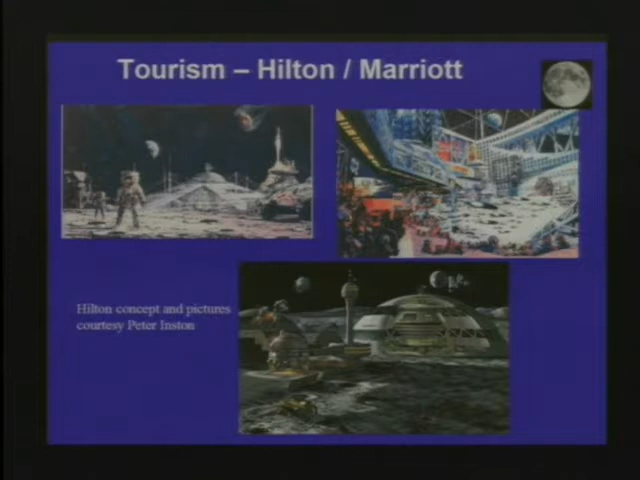 Tourism – Hilton / Marriott
Hilton concept and pictures
courtesy Peter Inston